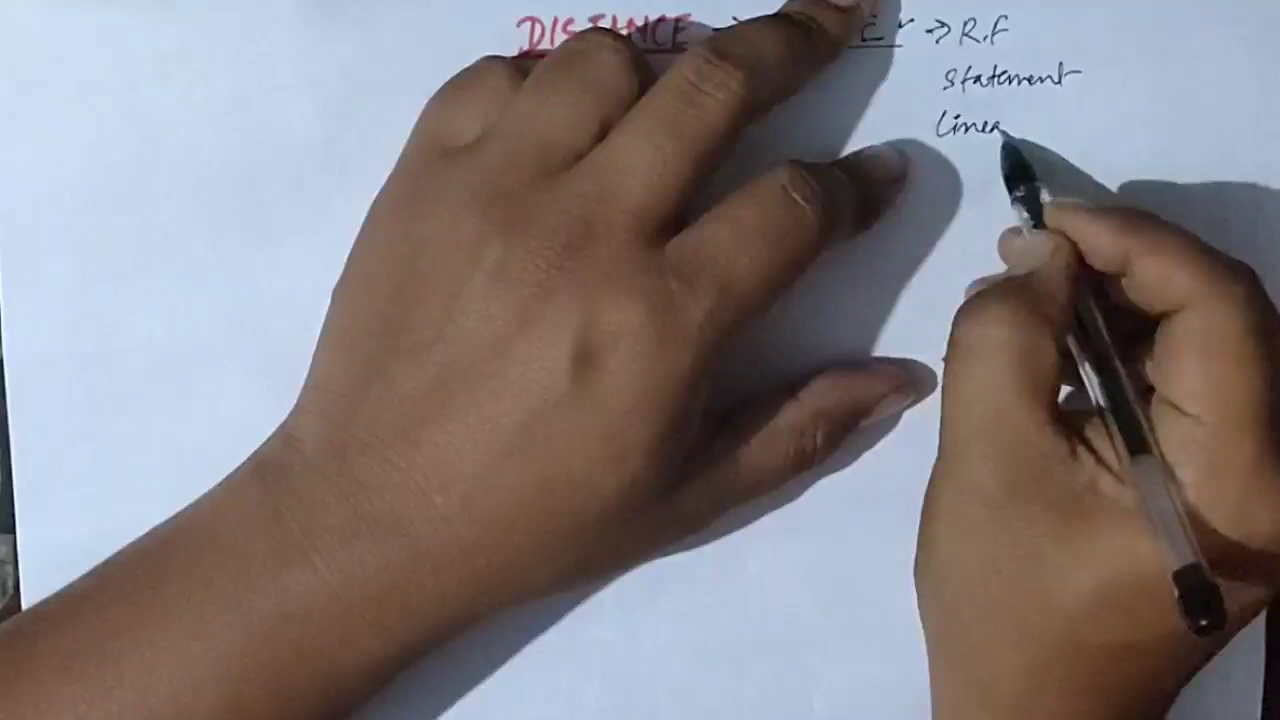 DISTANCE → → R.F
statement
Linea